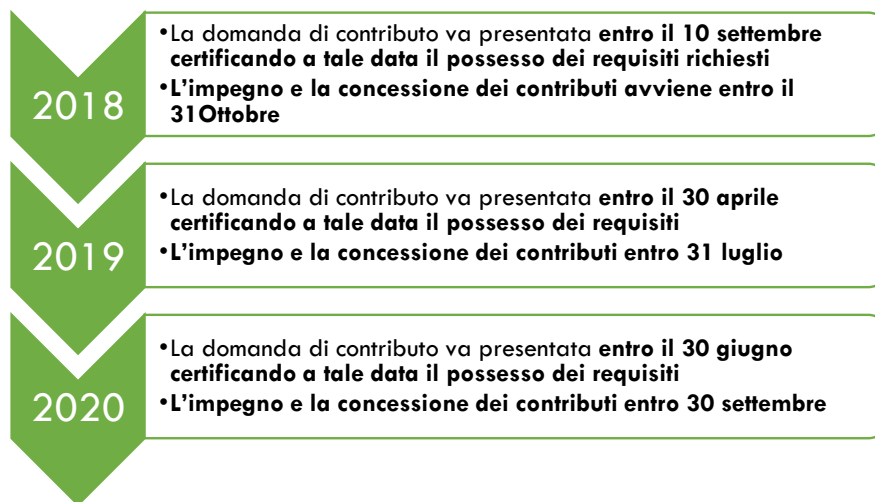 2018
•La domanda di contributo va presentata entro il 10 settembre
certificando a tale data il possesso dei requisiti richiesti
•L'impegno e la concessione dei contributi avviene entro il
31Ottobre
2019
•La domanda di contributo va presentata entro il 30 aprile
certificando a tale data il possesso dei requisiti
•L'impegno e la concessione dei contributi entro 31 luglio
2020
•La domanda di contributo va presentata entro il 30 giugno
certificando a tale data il possesso dei requisiti
•L'impegno e la concessione dei contributi entro 30 settembre